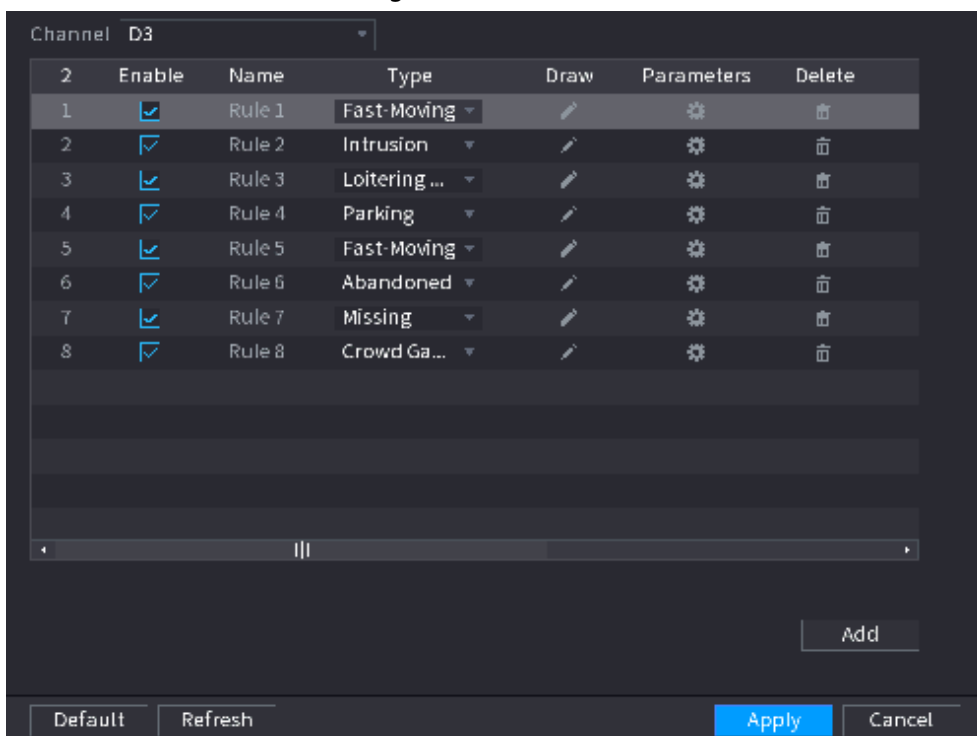 Channel D3
2 Enable Name Type Draw Parameters Delete
1 Rule 1 Fast-Moving
2 Rule 2 Intrusion
3 Rule 3 Loitering ...
4 Rule 4 Parking
5 Rule 5 Fast-Moving
6 Rule 6 Abandoned
7 Rule 7 Missing
8 Rule 8 Crowd Ga...
Add
Default Refresh Apply Cancel